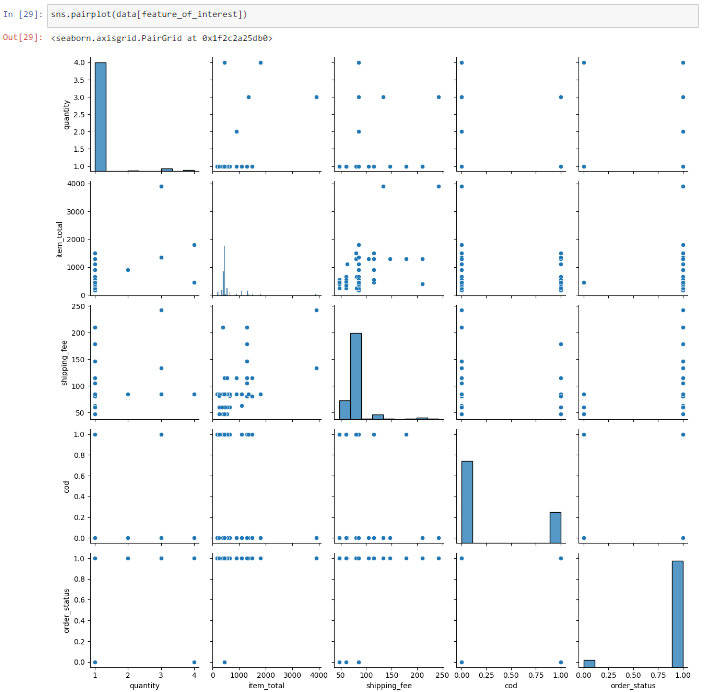 In [29]: sns.pairplot(data[feature_of_interest])
Out[29]: <seaborn.axisgrid.PairGrid at 0x1f2c2a25db0>
4.0
3.5
3.0
2.5
2.0
1.5
1.0
quantity
4000
3000
2000
1000
0
item_total
250
200
150
100
50
shipping_fee
1.0
0.8
0.6
0.4
0.2
0.0
cod
1.0
0.8
0.6
0.4
0.2
0.0
order_status
1 2 3 4
quantity
0 1000 2000 3000 4000
item_total
50 100 150 200 250
shipping_fee
0.00 0.25 0.50 0.75 1.00
cod
0.00 0.25 0.50 0.75 1.00
order_status